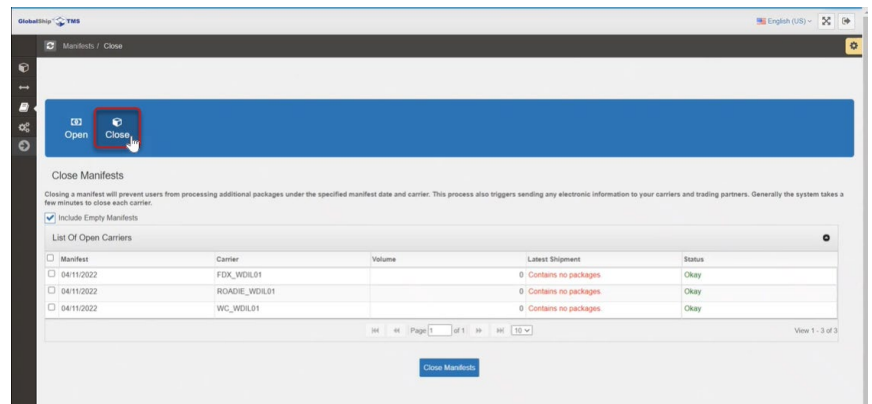 GlobalShip TMS
English (US)
Manifests / Close
Open
Close
Close Manifests
Closing a manifest will prevent users from processing additional packages under the specified manifest date and carrier. This process also triggers sending any electronic information to your carriers and trading partners. Generally the system takes a
few minutes to close each carrier.
Include Empty Manifests
List Of Open Carriers
Manifest Carrier Volume Latest Shipment Status
04/11/2022 FDX_WDIL01 0 Contains no packages Okay
04/11/2022 ROADIE_WDIL01 0 Contains no packages Okay
04/11/2022 WC_WDIL01 0 Contains no packages Okay
Page 1 of 1 10 View 1 - 3 of 3
Close Manifests